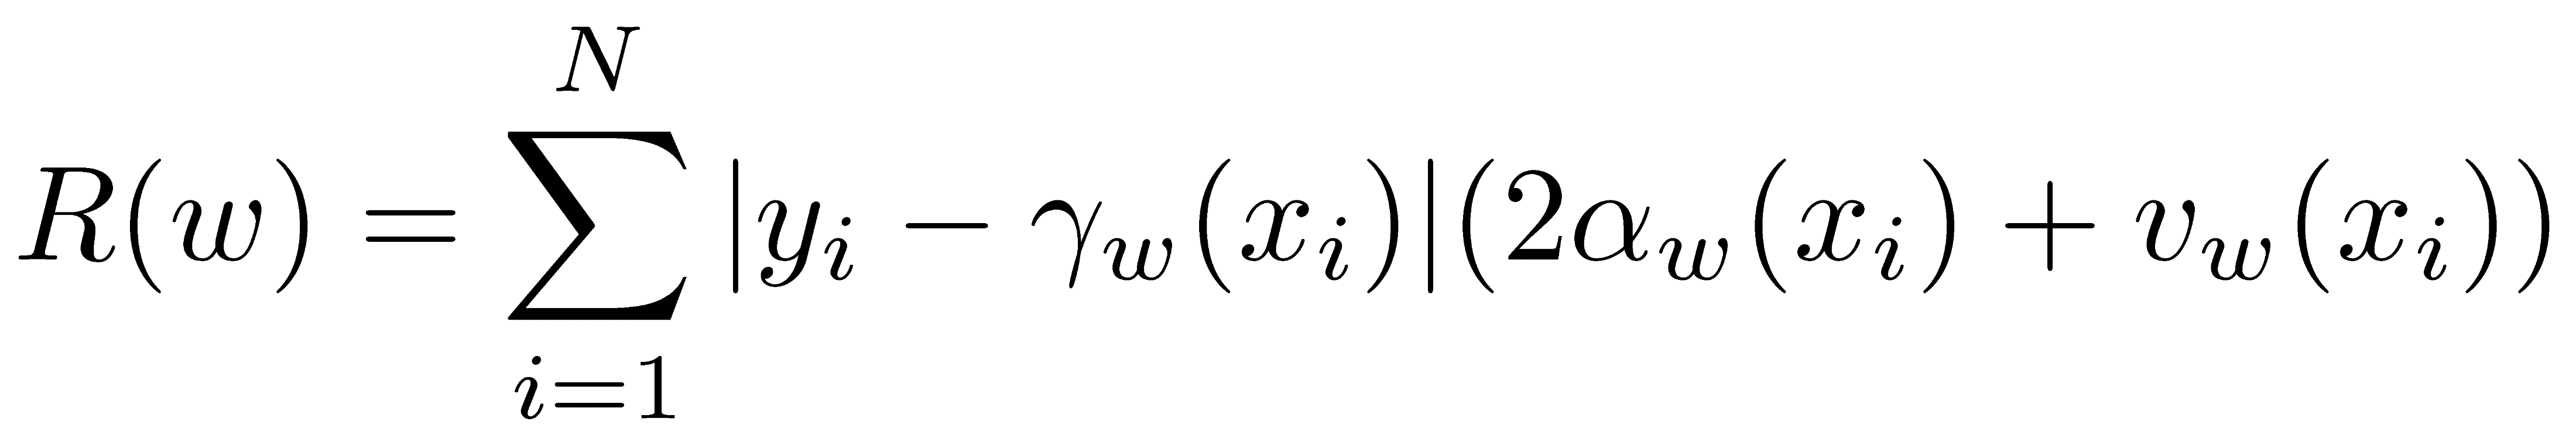 R(w) = \sum_{i=1}^{N} |y_i - \gamma_w(x_i)|(2\alpha_w(x_i) + v_w(x_i))